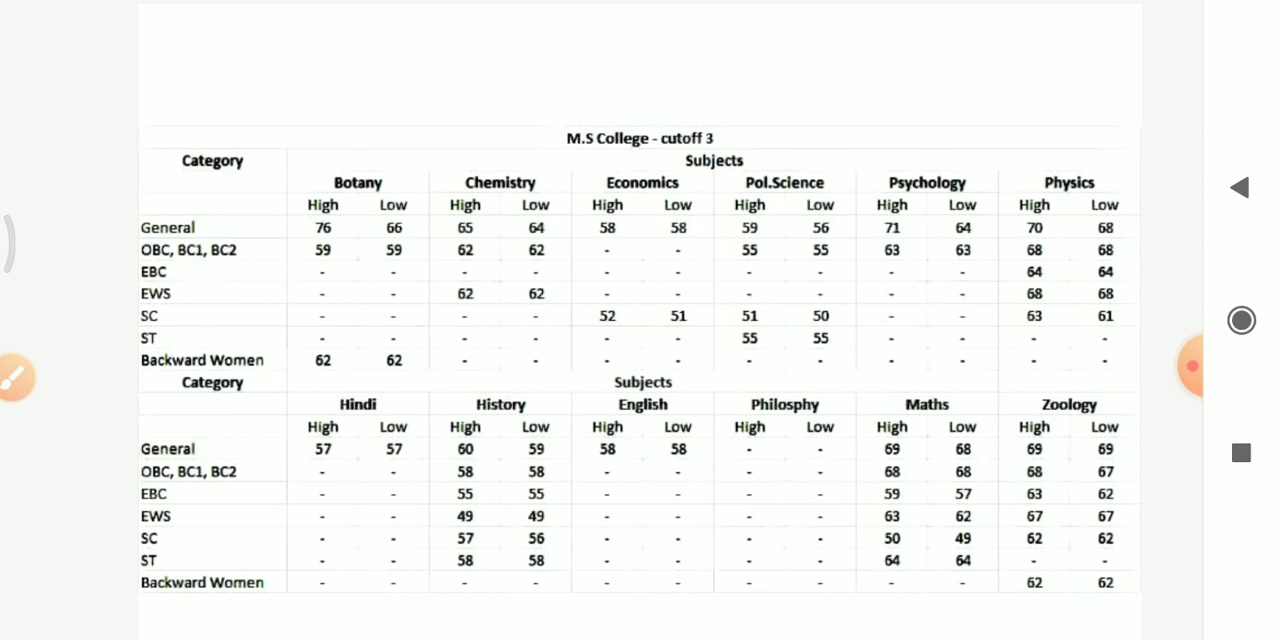 M.S College - cutoff 3
Category Subjects
Botany Chemistry Economics Pol.Science Psychology Physics
High Low High Low High Low High Low High Low High Low
General 76 66 65 64 58 58 59 56 71 64 70 68
OBC, BC1, BC2 59 59 62 62 - - 55 55 63 63 68 68
EBC - - - - - - - - - - 64 64
EWS - - 62 62 - - - - - - 68 68
SC - - - - 52 51 51 50 - - 63 61
ST - - - - - - 55 55 - - - -
Backward Women 62 62 - - - - - - - - - -
Category Subjects
Hindi History English Philosphy Maths Zoology
High Low High Low High Low High Low High Low High Low
General 57 57 60 59 58 58 - - 69 68 69 69
OBC, BC1, BC2 - - 58 58 - - - - 68 68 68 67
EBC - - 55 55 - - - - 59 57 63 62
EWS - - 49 49 - - - - 63 62 67 67
SC - - 57 56 - - - - 50 49 62 62
ST - - 58 58 - - - - 64 64 - -
Backward Women - - - - - - - - - - 62 62